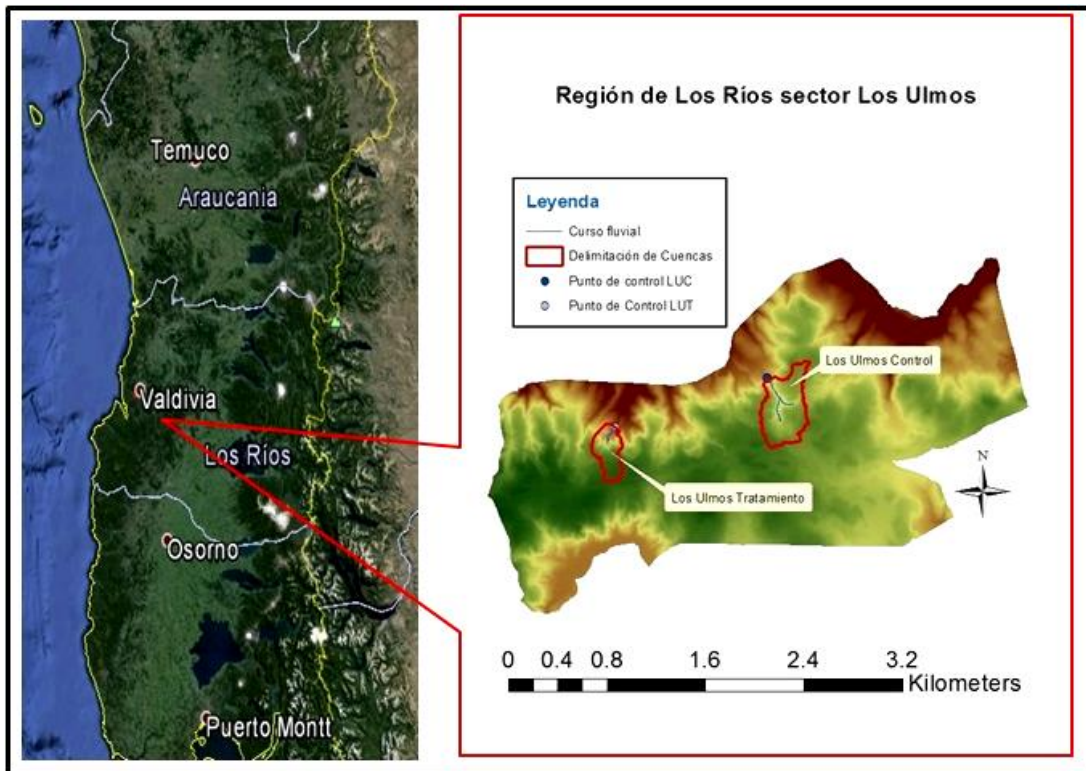 Temuco
Araucania
Valdivia
Los Ríos
Osorno
Puerto Montt
Región de Los Ríos sector Los Ulmos
Leyenda
Curso fluvial
Delimitación de Cuencas
Punto de control LUC
Punto de Control LUT
Los Ulmos Control
Los Ulmos Tratamiento
N
0 0.4 0.8 1.6 2.4 3.2
Kilometers